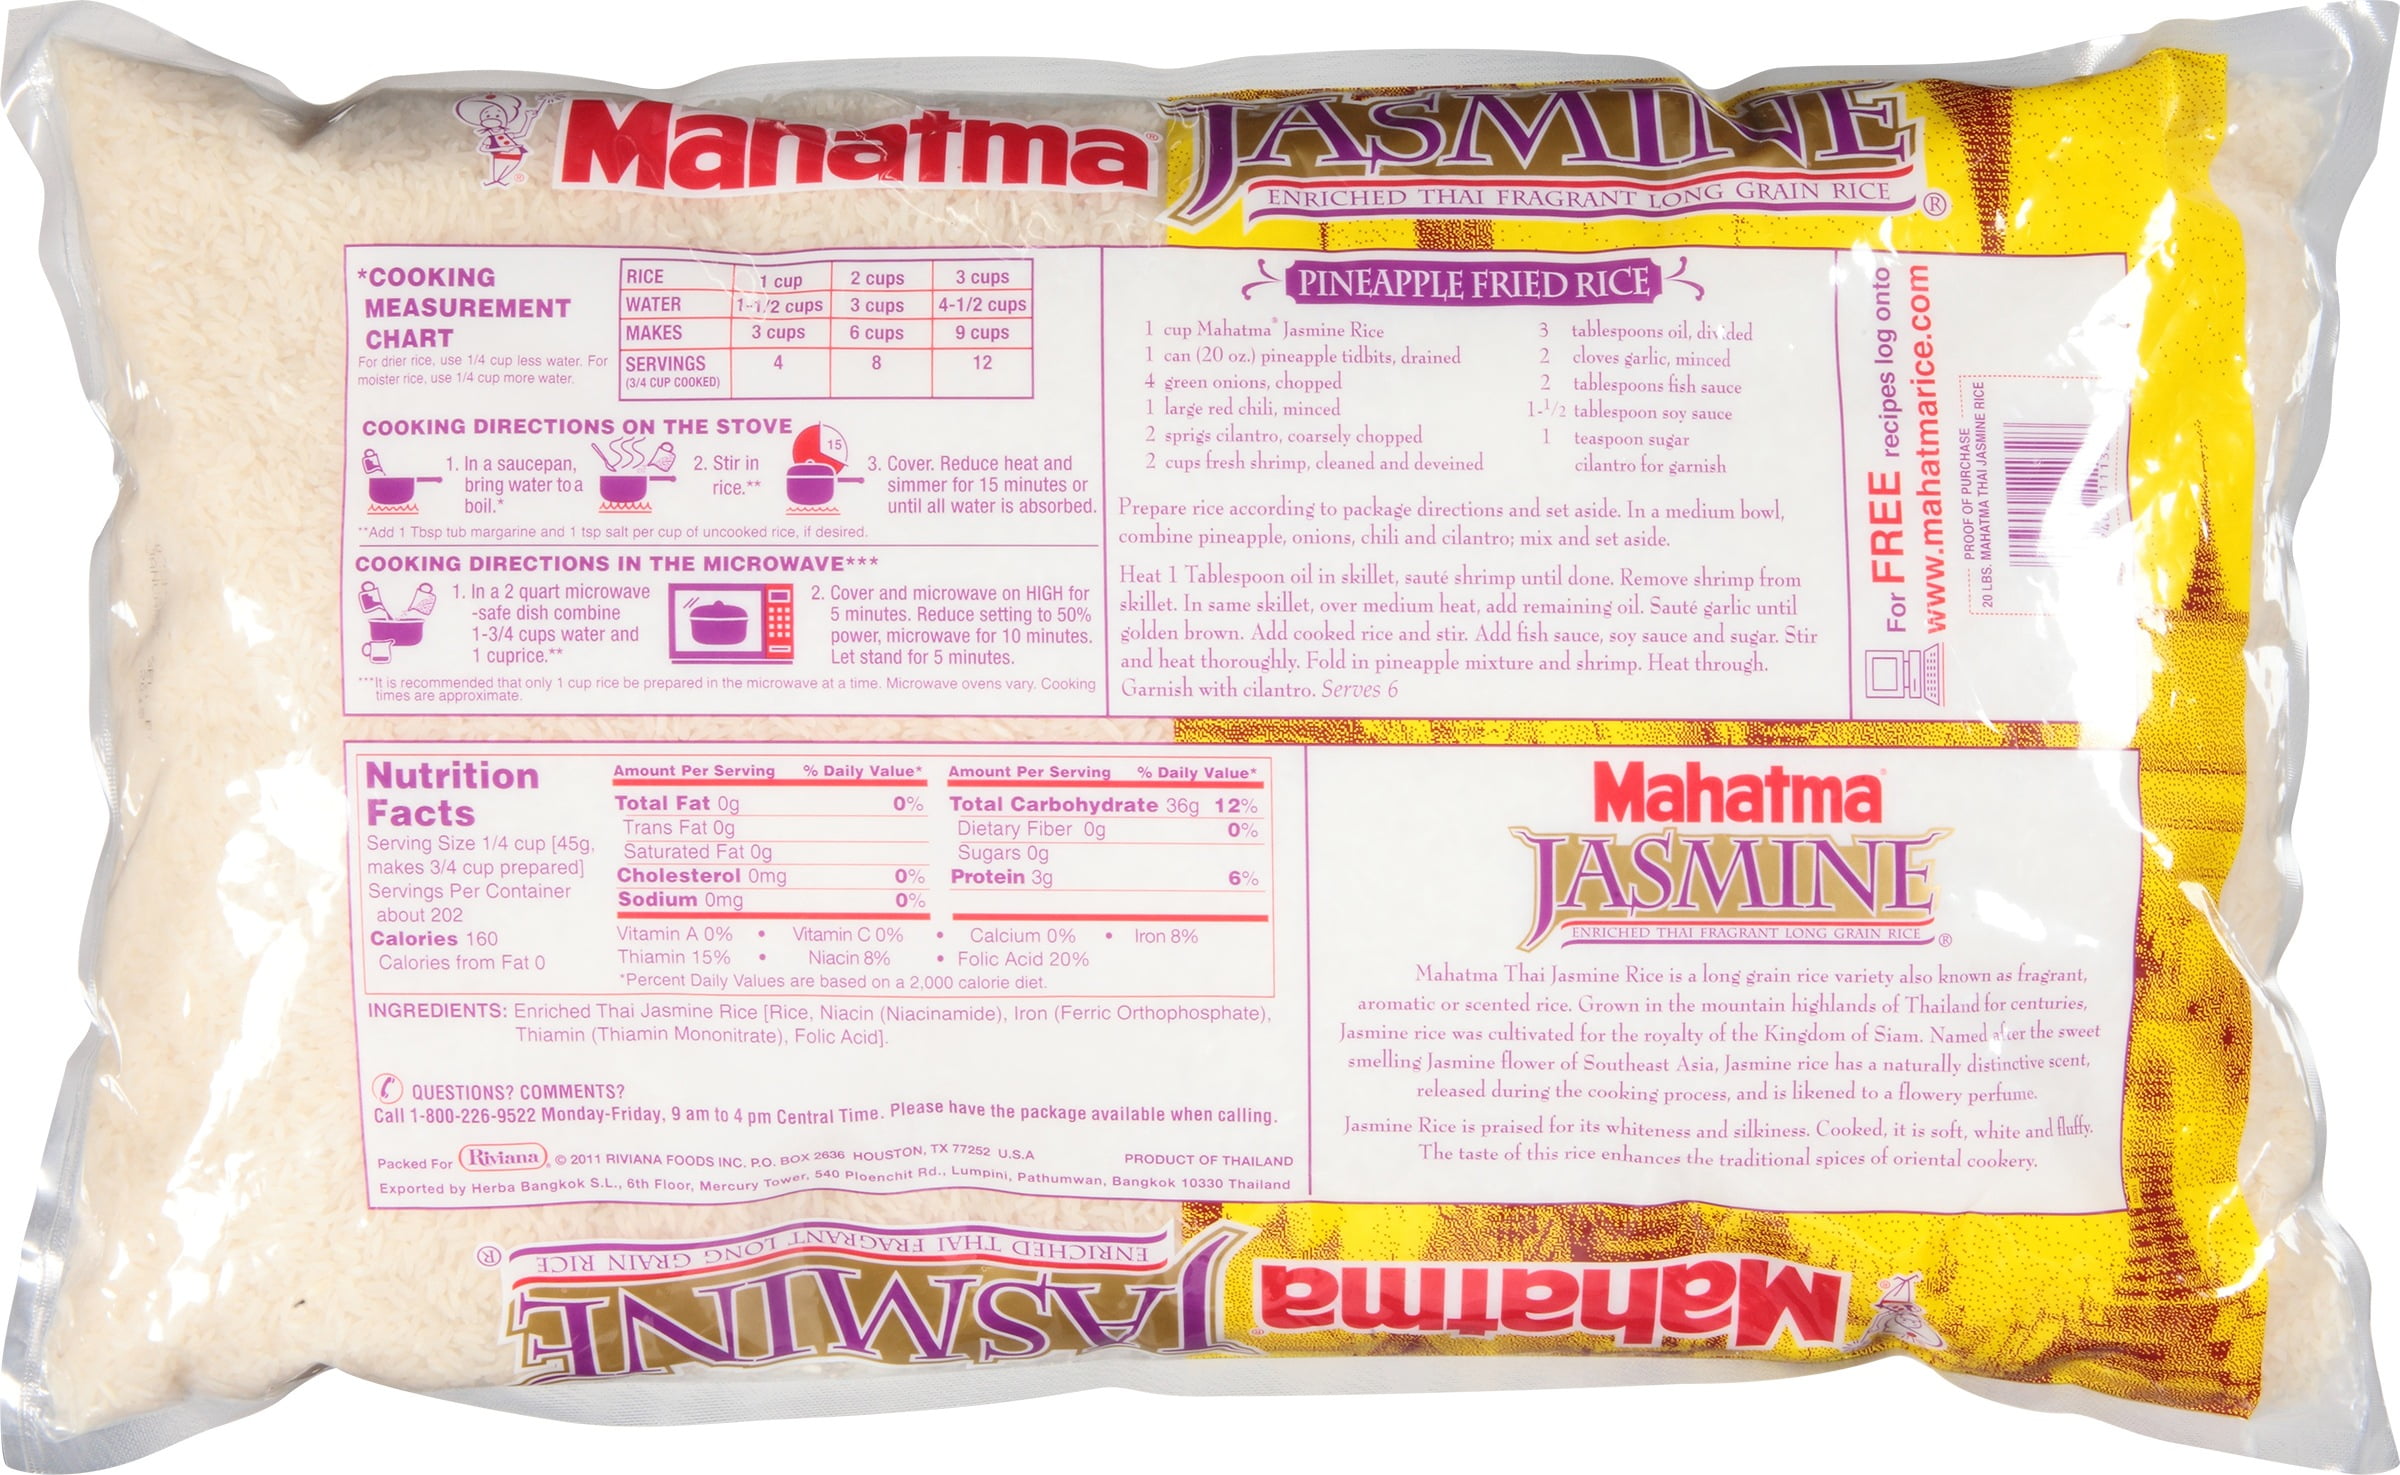 Mahatma®
JASMINE
ENRICHED THAI FRAGRANT LONG GRAIN RICE ®
*COOKING
MEASUREMENT
CHART
For drier rice, use 1/4 cup less water. For
moister rice, use 1/4 cup more water.
RICE 1 cup 2 cups 3 cups
WATER 1-1/2 cups 3 cups 4-1/2 cups
MAKES 3 cups 6 cups 9 cups
SERVINGS 4 8 12
(3/4 CUP COOKED)
COOKING DIRECTIONS ON THE STOVE
1. In a saucepan,
bring water to a
boil.*
2. Stir in
rice.**
15
3. Cover. Reduce heat and
simmer for 15 minutes or
until all water is absorbed.
**Add 1 Tbsp tub margarine and 1 tsp salt per cup of uncooked rice, if desired.
COOKING DIRECTIONS IN THE MICROWAVE***
1. In a 2 quart microwave
-safe dish combine
1-3/4 cups water and
1 cuprice.**
2. Cover and microwave on HIGH for
5 minutes. Reduce setting to 50%
power, microwave for 10 minutes.
Let stand for 5 minutes.
***It is recommended that only 1 cup rice be prepared in the microwave at a time. Microwave ovens vary. Cooking
times are approximate.
PINEAPPLE FRIED RICE
1 cup Mahatma® Jasmine Rice
1 can (20 oz.) pineapple tidbits, drained
4 green onions, chopped
1 large red chili, minced
2 sprigs cilantro, coarsely chopped
2 cups fresh shrimp, cleaned and deveined
3 tablespoons oil, divided
2 cloves garlic, minced
2 tablespoons fish sauce
1-1/2 tablespoon soy sauce
1 teaspoon sugar
cilantro for garnish
Prepare rice according to package directions and set aside. In a medium bowl,
combine pineapple, onions, chili and cilantro; mix and set aside.
Heat 1 Tablespoon oil in skillet, sauté shrimp until done. Remove shrimp from
skillet. In same skillet, over medium heat, add remaining oil. Sauté garlic until
golden brown. Add cooked rice and stir. Add fish sauce, soy sauce and sugar. Stir
and heat thoroughly. Fold in pineapple mixture and shrimp. Heat through.
Garnish with cilantro. Serves 6
For FREE recipes log onto
www.mahatmarice.com
PROOF OF PURCHASE
20 LBS. MAHATMA THAI JASMINE RICE
Nutrition
Facts
Serving Size 1/4 cup [45g,
makes 3/4 cup prepared]
Servings Per Container
about 202
Calories 160
Calories from Fat 0
Amount Per Serving % Daily Value*
Total Fat 0g 0%
Trans Fat 0g
Saturated Fat 0g
Cholesterol 0mg 0%
Sodium 0mg 0%
Amount Per Serving % Daily Value*
Total Carbohydrate 36g 12%
Dietary Fiber 0g 0%
Sugars 0g
Protein 3g 6%
Vitamin A 0% • Vitamin C 0% • Calcium 0% • Iron 8%
Thiamin 15% • Niacin 8% • Folic Acid 20%
*Percent Daily Values are based on a 2,000 calorie diet.
INGREDIENTS: Enriched Thai Jasmine Rice [Rice, Niacin (Niacinamide), Iron (Ferric Orthophosphate),
Thiamin (Thiamin Mononitrate), Folic Acid].
QUESTIONS? COMMENTS?
Call 1-800-226-9522 Monday-Friday, 9 am to 4 pm Central Time. Please have the package available when calling.
Packed For Riviana ® © 2011 RIVIANA FOODS INC. P.O. BOX 2636 HOUSTON, TX 77252 U.S.A PRODUCT OF THAILAND
Exported by Herba Bangkok S.L., 6th Floor, Mercury Tower, 540 Ploenchit Rd., Lumpini, Pathumwan, Bangkok 10330 Thailand
Mahatma®
JASMINE
ENRICHED THAI FRAGRANT LONG GRAIN RICE ®
Mahatma Thai Jasmine Rice is a long grain rice variety also known as fragrant,
aromatic or scented rice. Grown in the mountain highlands of Thailand for centuries,
Jasmine rice was cultivated for the royalty of the Kingdom of Siam. Named after the sweet
smelling Jasmine flower of Southeast Asia, Jasmine rice has a naturally distinctive scent,
released during the cooking process, and is likened to a flowery perfume.
Jasmine Rice is praised for its whiteness and silkiness. Cooked, it is soft, white and fluffy.
The taste of this rice enhances the traditional spices of oriental cookery.
Mahatma®
JASMINE
ENRICHED THAI FRAGRANT LONG GRAIN RICE ®